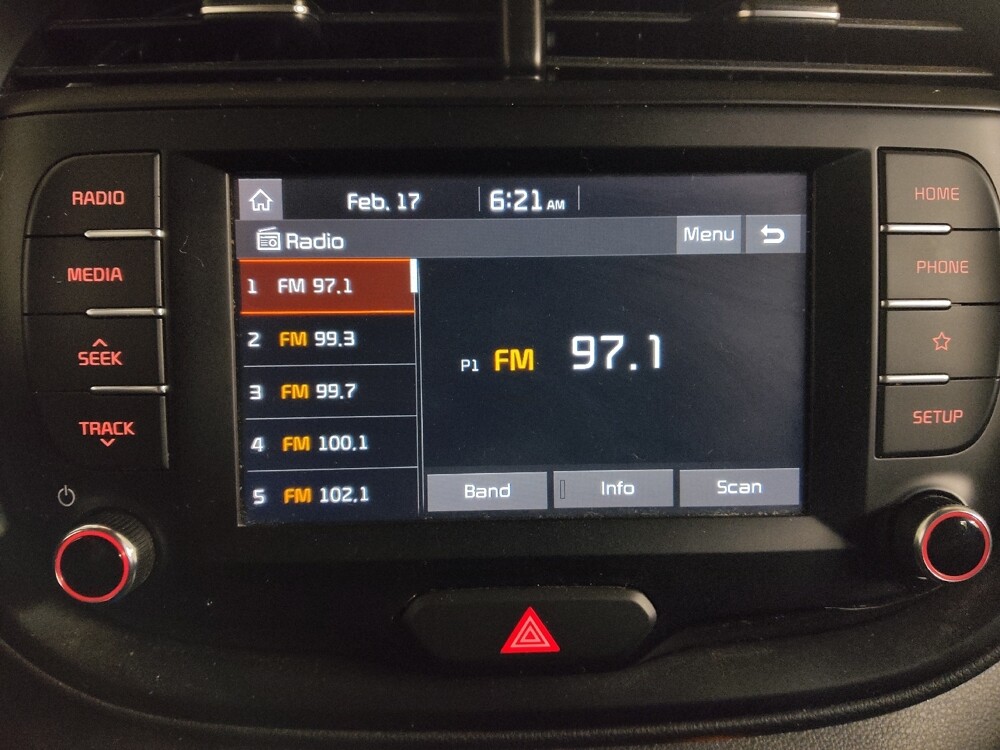 RADIO
MEDIA
SEEK
TRACK
Feb. 17 6:21 AM
Radio Menu
1 FM 97.1
2 FM 99.3
3 FM 99.7
4 FM 100.1
5 FM 102.1
P1 FM 97.1
Band Info Scan
HOME
PHONE
SETUP